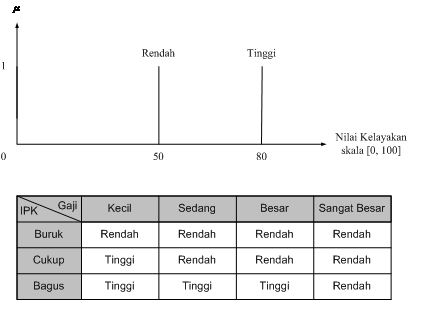 μ
Rendah Tinggi
1
Nilai Kelayakan
skala [0, 100]
0 50 80
IPK Gaji Kecil Sedang Besar Sangat Besar
Buruk Rendah Rendah Rendah Rendah
Cukup Tinggi Rendah Rendah Rendah
Bagus Tinggi Tinggi Tinggi Rendah